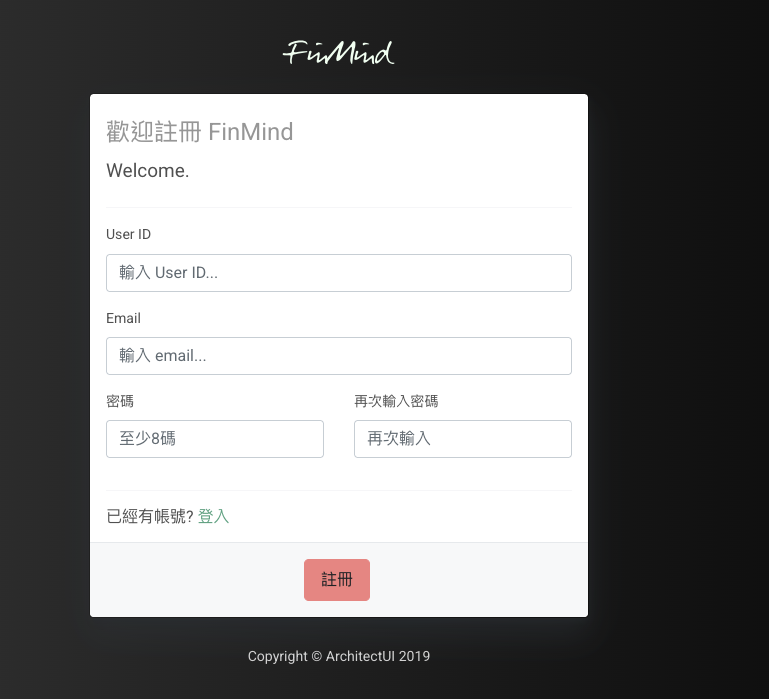 FinMind
歡迎註冊 FinMind
Welcome.
User ID
輸入 User ID...
Email
輸入 email...
密碼 再次輸入密碼
至少8碼 再次輸入
已經有帳號? 登入
註冊
Copyright © ArchitectUI 2019